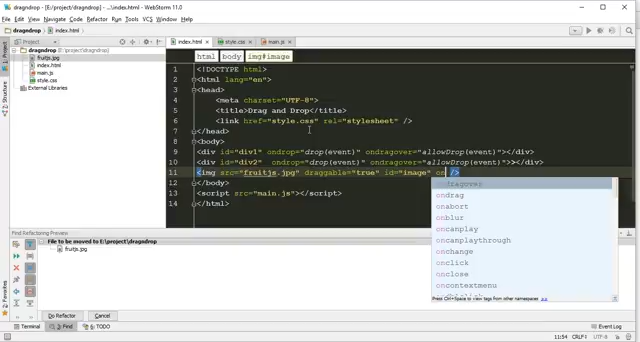 dragndrop - [E:/project/dragndrop] - ...\index.html - WebStorm 11.0
File Edit View Navigate Code Refactor Run Tools VCS Window Help
dragndrop index.html
Project
index.html style.css main.js
dragndrop (E:/project/dragndrop)
fruitjs.jpg
index.html
main.js
style.css
External Libraries
1: Project
2: Structure
2: Favorites
html body img#image
1 <!DOCTYPE html>
2 <html lang="en">
3 <head>
4 <meta charset="UTF-8">
5 <title>Drag and Drop</title>
6 <link href="style.css" rel="stylesheet" />
7 </head>
8 <body>
9 <div id="div1" ondrop="drop(event)" ondragover="allowDrop(event)"></div>
10 <div id="div2" ondrop="drop(event)" ondragover="allowDrop(event)">></div>
11 <img src="fruitjs.jpg" draggable="true" id="image" on />
12 </body>
13 <script src="main.js"></script>
14 </html>
ondragover
ondrag
onabort
onblur
oncanplay
oncanplaythrough
onchange
onclick
onclose
oncontextmenu
Press Ctrl+Space to view tags from other namespaces >>
Find Refactoring Preview
File to be moved to E:\project\dragndrop
fruitjs.jpg
Do Refactor Cancel
Terminal 3: Find 6: TODO Event Log
11:54 CRLF UTF-8